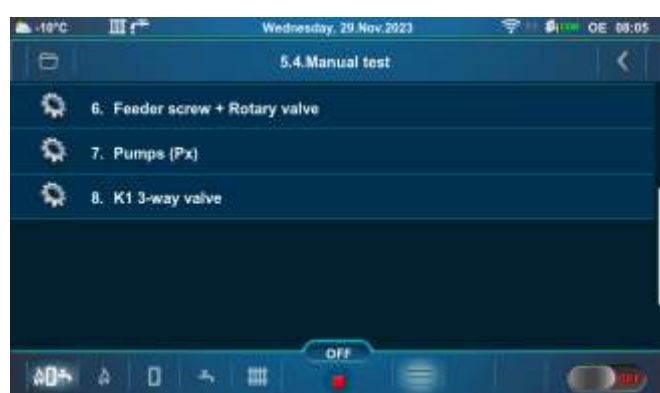 -10°C Wednesday, 29.Nov.2023 OE 08:05
5.4.Manual test
6. Feeder screw + Rotary valve
7. Pumps (Px)
8. K1 3-way valve
OFF
OFF